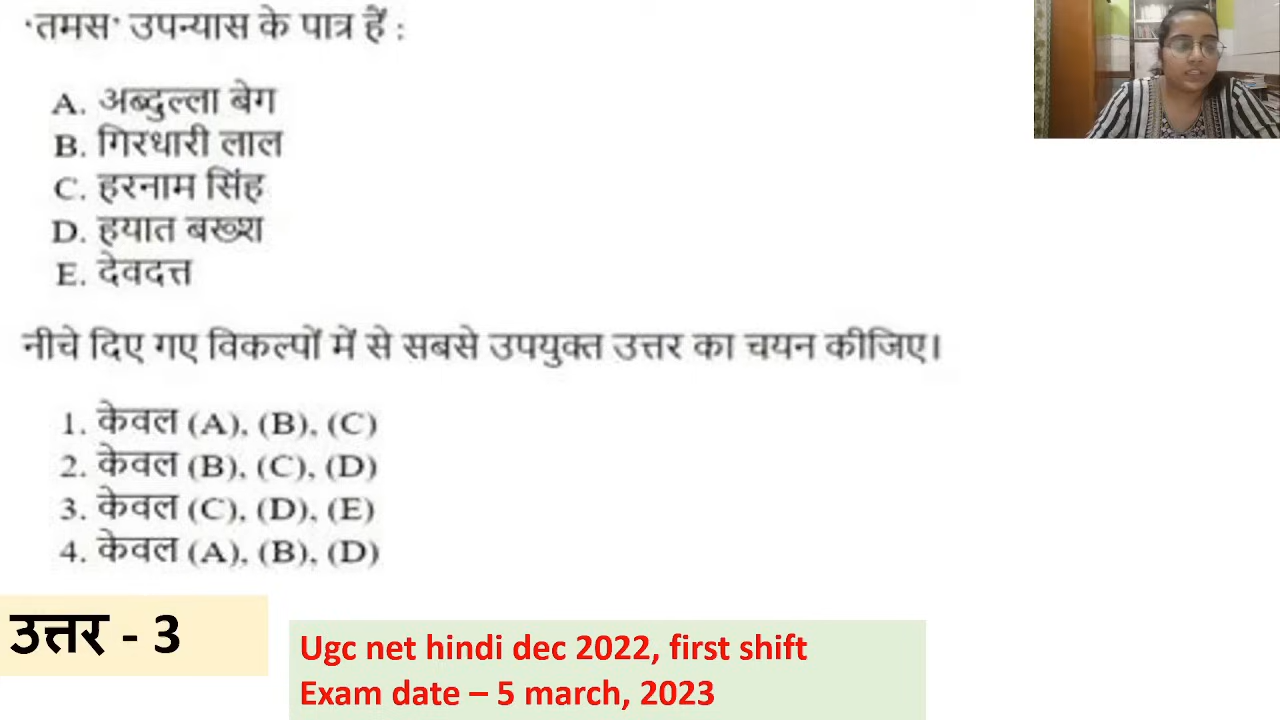 'तमस' उपन्यास के पात्र हैं :
A. अब्दुल्ला बेग
B. गिरधारी लाल
C. हरनाम सिंह
D. हयात बख्श
E. देवदत्त
नीचे दिए गए विकल्पों में से सबसे उपयुक्त उत्तर का चयन कीजिए।
1. केवल (A), (B), (C)
2. केवल (B), (C), (D)
3. केवल (C), (D), (E)
4. केवल (A), (B), (D)
उत्तर - 3
Ugc net hindi dec 2022, first shift
Exam date – 5 march, 2023